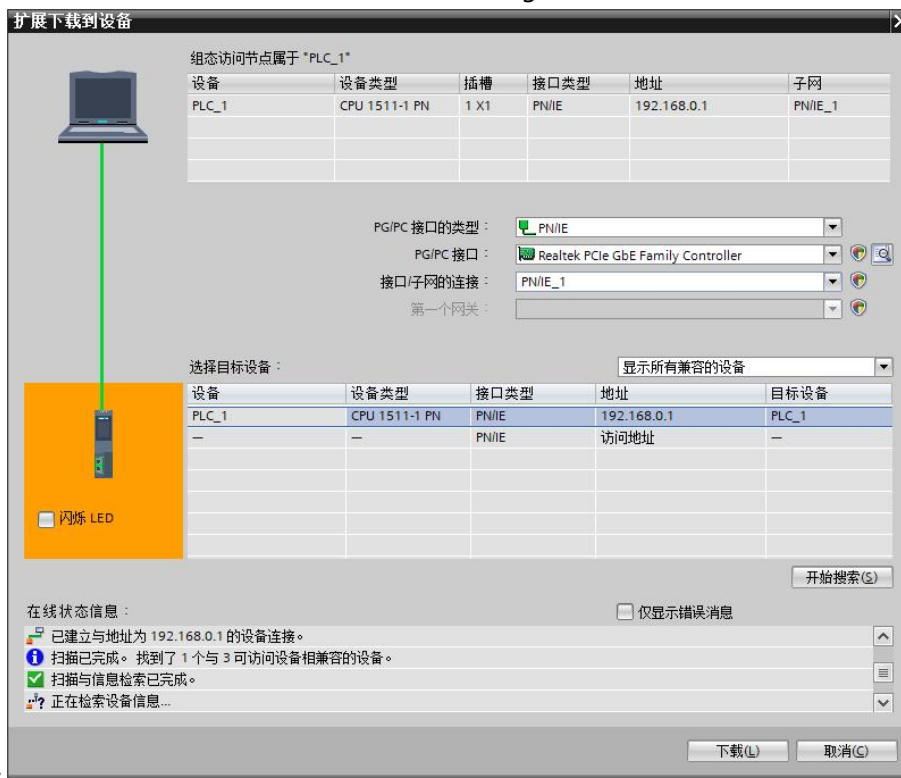 扩展下载到设备
组态访问节点属于 "PLC_1"
设备 设备类型 插槽 接口类型 地址 子网
PLC_1 CPU 1511-1 PN 1 X1 PN/IE 192.168.0.1 PN/IE_1
PG/PC 接口的类型： PN/IE
PG/PC 接口： Realtek PCIe GbE Family Controller
接口/子网的连接： PN/IE_1
第一个网关：
选择目标设备： 显示所有兼容的设备
设备 设备类型 接口类型 地址 目标设备
PLC_1 CPU 1511-1 PN PN/IE 192.168.0.1 PLC_1
— — PN/IE 访问地址 —
闪烁 LED
开始搜索(S)
在线状态信息： 仅显示错误消息
已建立与地址为 192.168.0.1 的设备连接。
扫描已完成。找到了 1 个与 3 可访问设备相兼容的设备。
扫描与信息检索已完成。
正在检索设备信息...
下载(L) 取消(C)